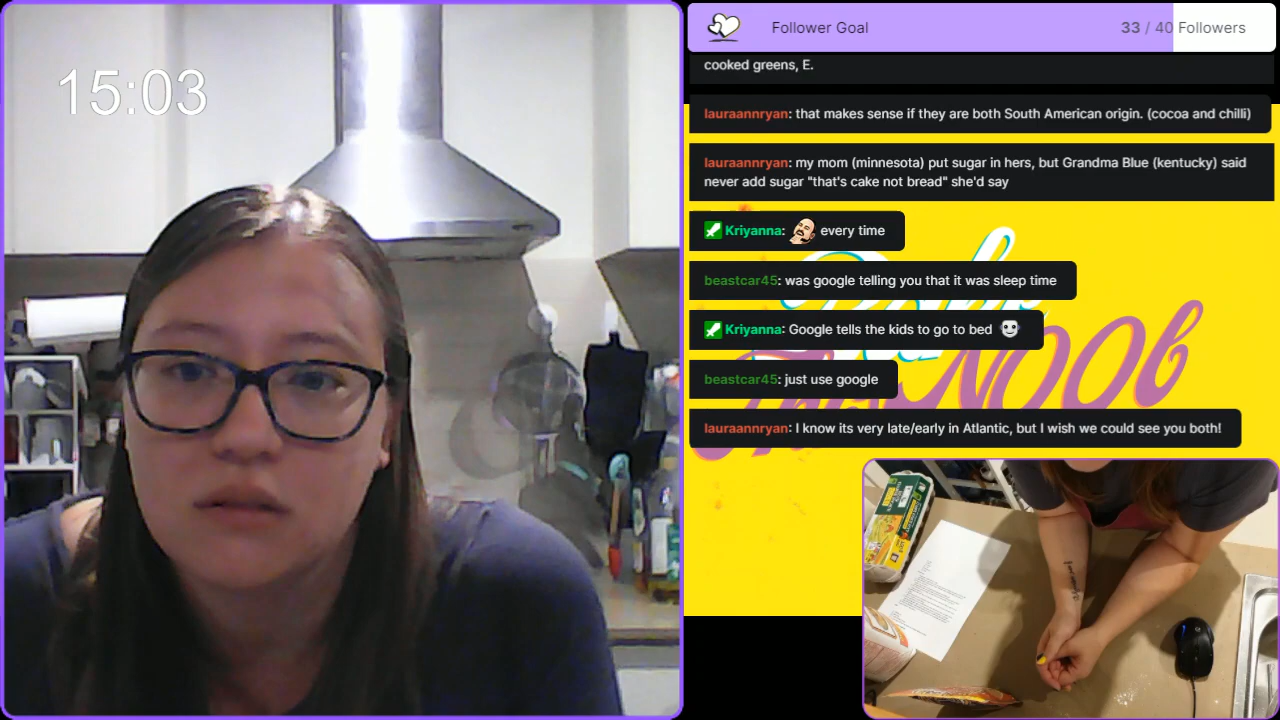 15:03
Follower Goal
33 / 40 Followers
cooked greens, E.
lauraannryan: that makes sense if they are both South American origin. (cocoa and chilli)
lauraannryan: my mom (minnesota) put sugar in hers, but Grandma Blue (kentucky) said
never add sugar "that's cake not bread" she'd say
Kriyanna: every time
beastcar45: was google telling you that it was sleep time
Kriyanna: Google tells the kids to go to bed
beastcar45: just use google
lauraannryan: I know its very late/early in Atlantic, but I wish we could see you both!
NOOb